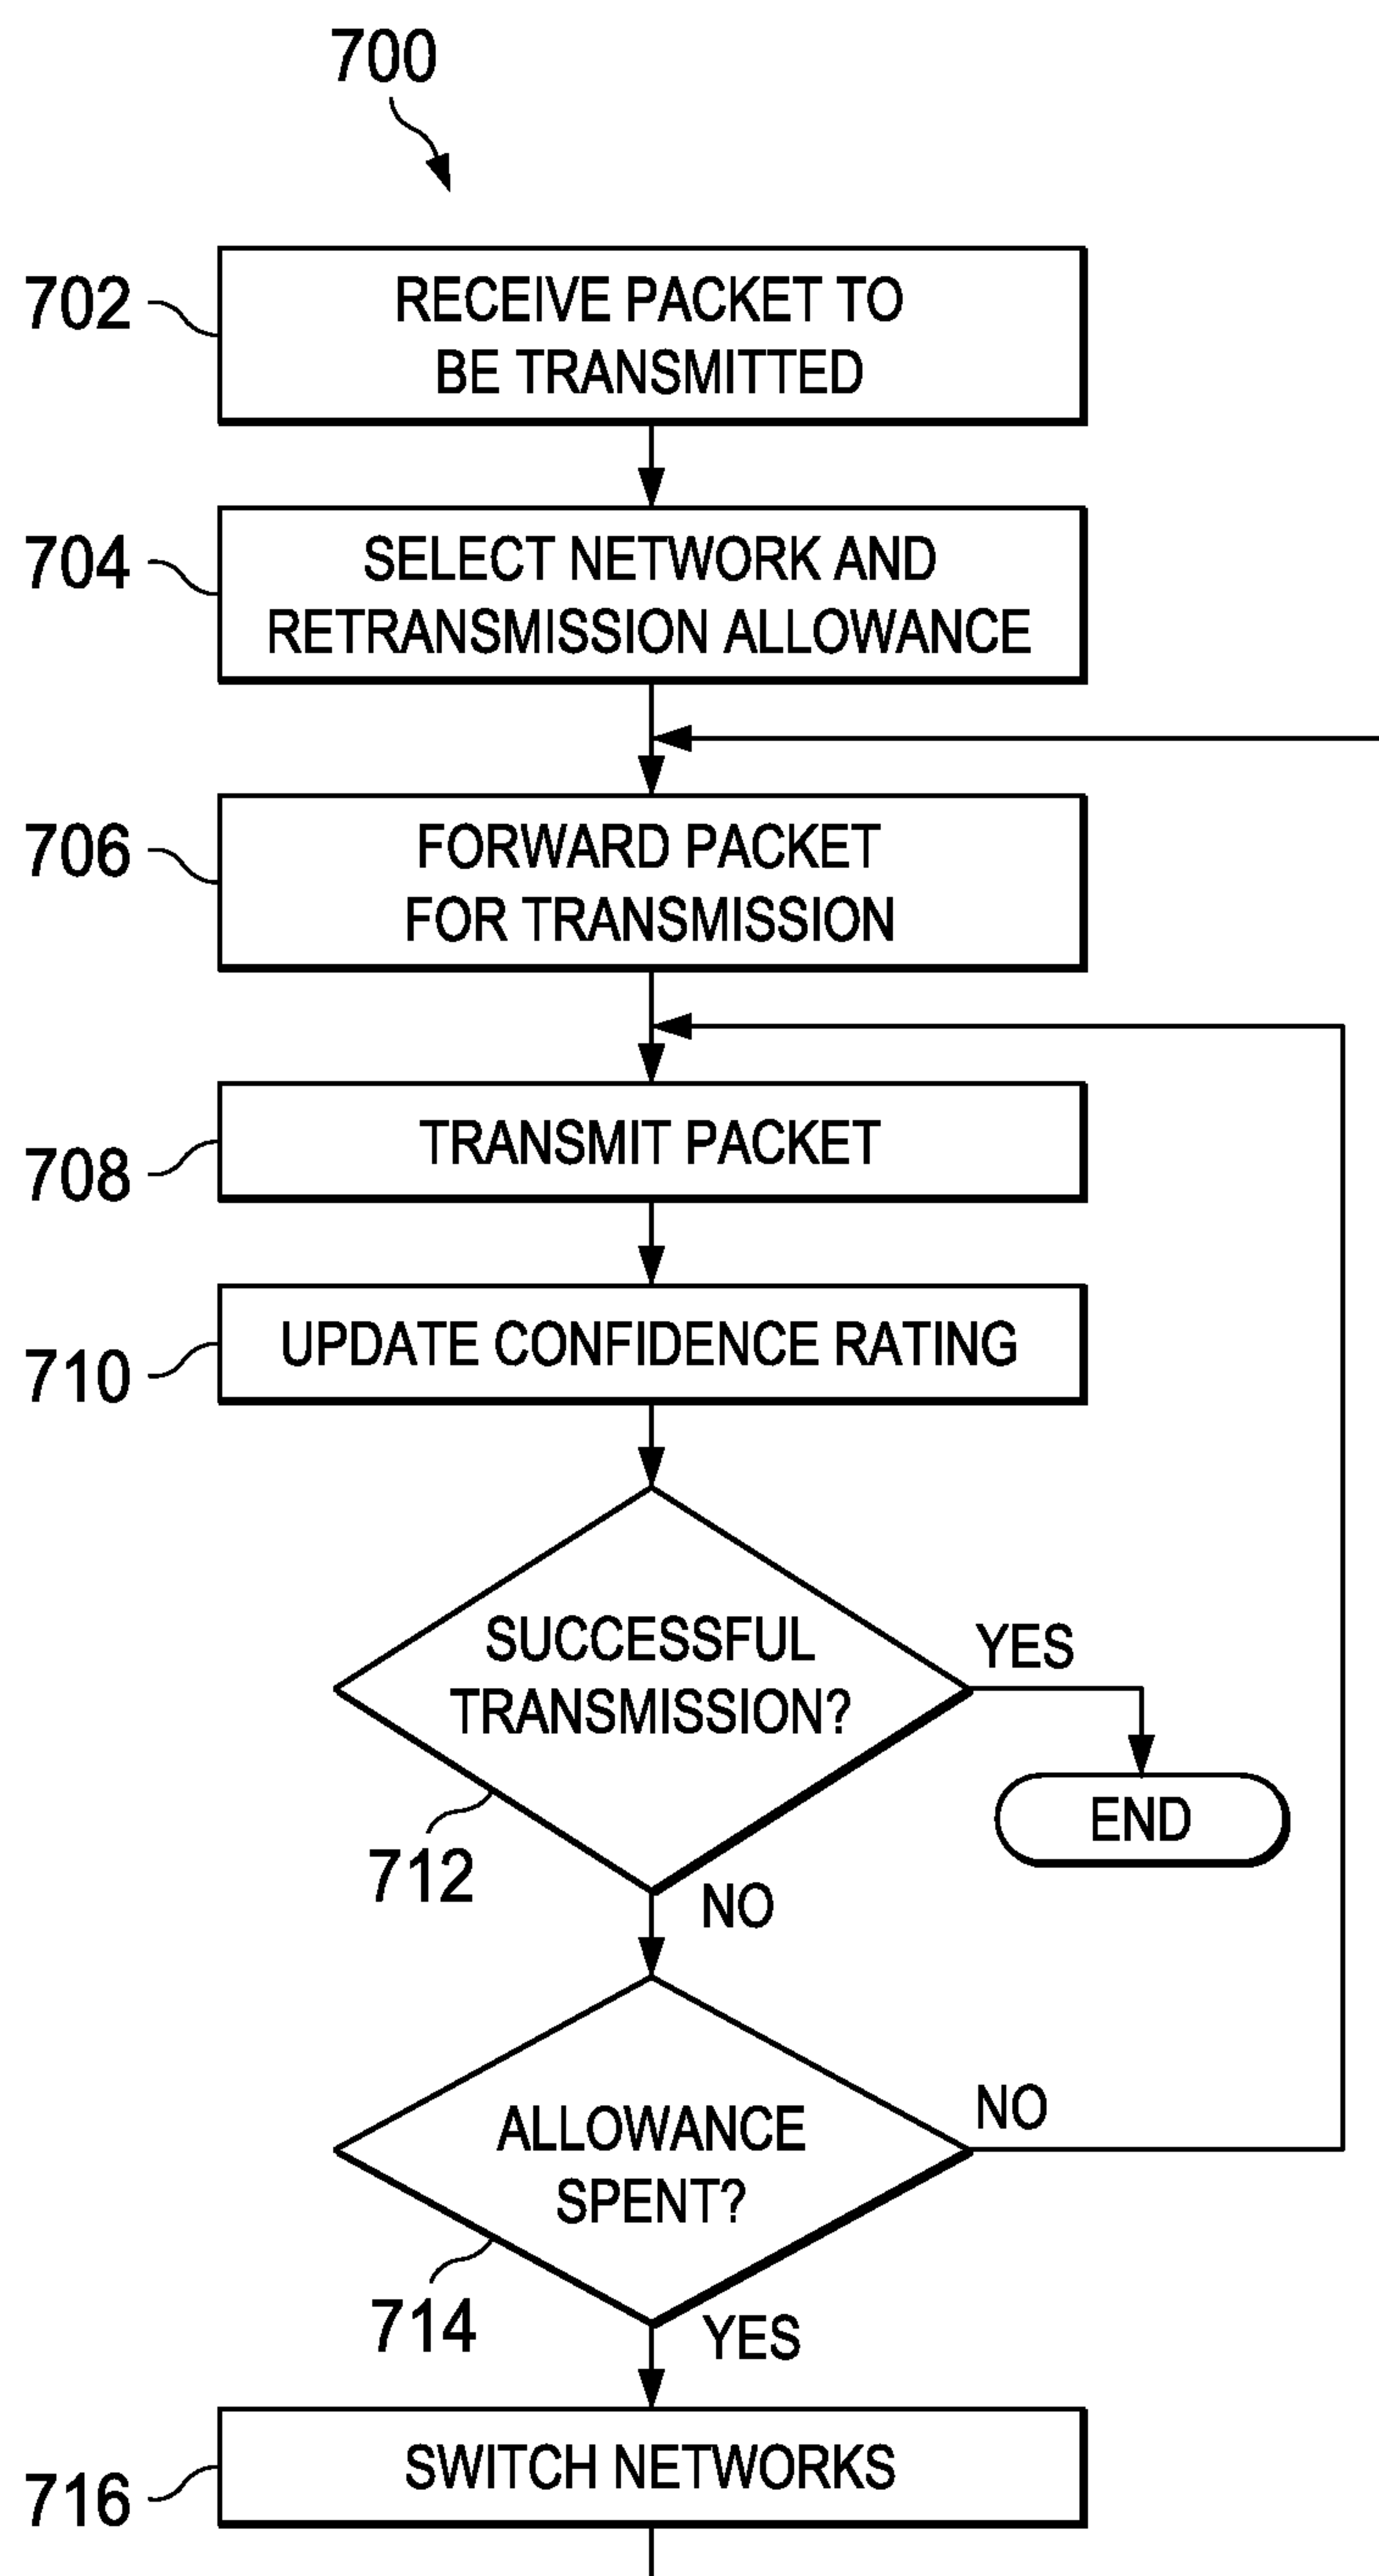 700
702
RECEIVE PACKET TO
BE TRANSMITTED
704
SELECT NETWORK AND
RETRANSMISSION ALLOWANCE
706
FORWARD PACKET
FOR TRANSMISSION
708
TRANSMIT PACKET
710
UPDATE CONFIDENCE RATING
SUCCESSFUL
TRANSMISSION?
YES
END
712
NO
ALLOWANCE
SPENT?
NO
714
YES
716
SWITCH NETWORKS